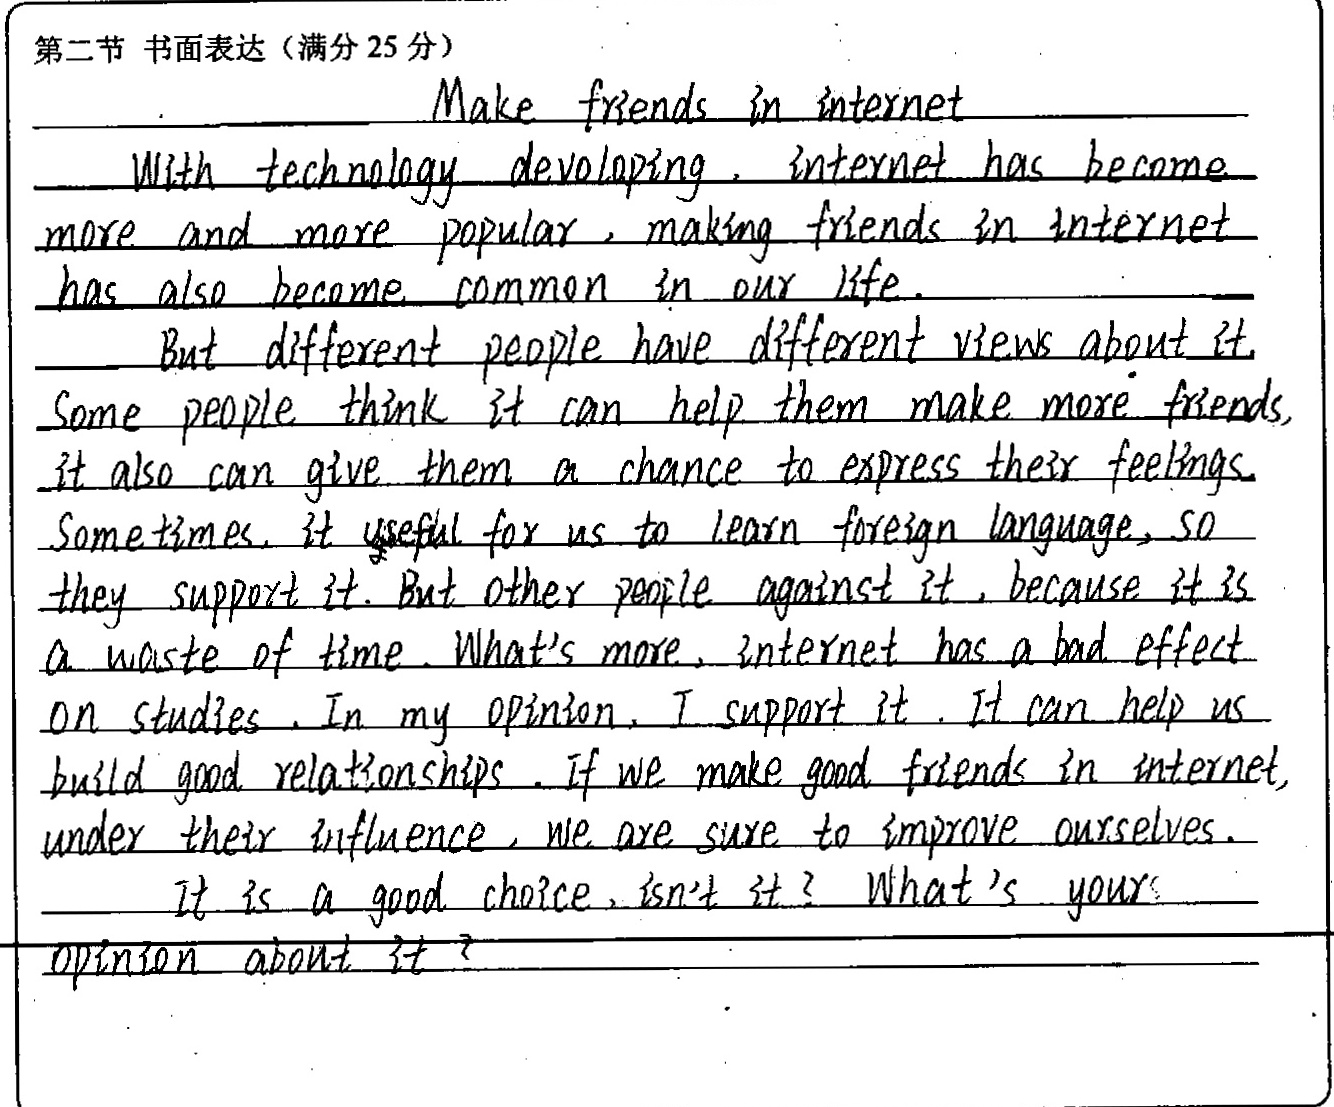 第二节 书面表达（满分 25 分）
Make friends in internet
With technology devoloping, internet has become
more and more popular, making friends in internet
has also become common in our life.
But different people have different views about it.
Some people think it can help them make more friends,
it also can give them a chance to express their feelings.
Sometimes, it useful for us to learn foreign language, so
they support it. But other people against it, because it is
a waste of time. What's more, internet has a bad effect
on studies. In my opinion, I support it. It can help us
build good relationships. If we make good friends in internet,
under their influence, we are sure to improve ourselves.
It is a good choice, isn't it? What's your
opinion about it?